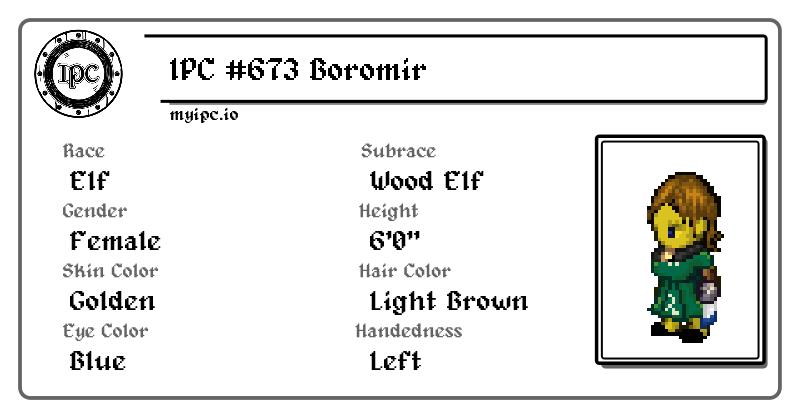 IPC
IPC #673 Boromir
myipc.io
Race
Elf
Subrace
Wood Elf
Gender
Female
Height
6'0"
Skin Color
Golden
Hair Color
Light Brown
Eye Color
Blue
Handedness
Left